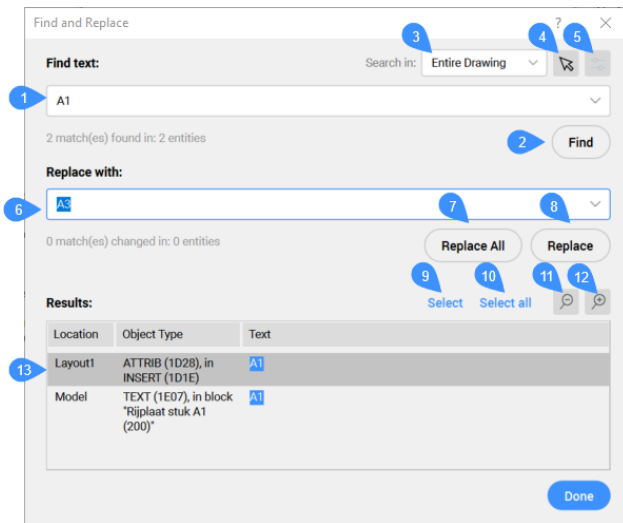 Find and Replace ? ×
3 4 5
Find text: Search in: Entire Drawing
1 A1
2 match(es) found in: 2 entities 2 Find
Replace with:
6 A3 7 8
0 match(es) changed in: 0 entities Replace All Replace
9 10 11 12
Results: Select Select all
Location Object Type Text
13 Layout1 ATTRIB (1D28), in A1
INSERT (1D1E)
Model TEXT (1E07), in block A1
"Rijplaat stuk A1
(200)"
Done